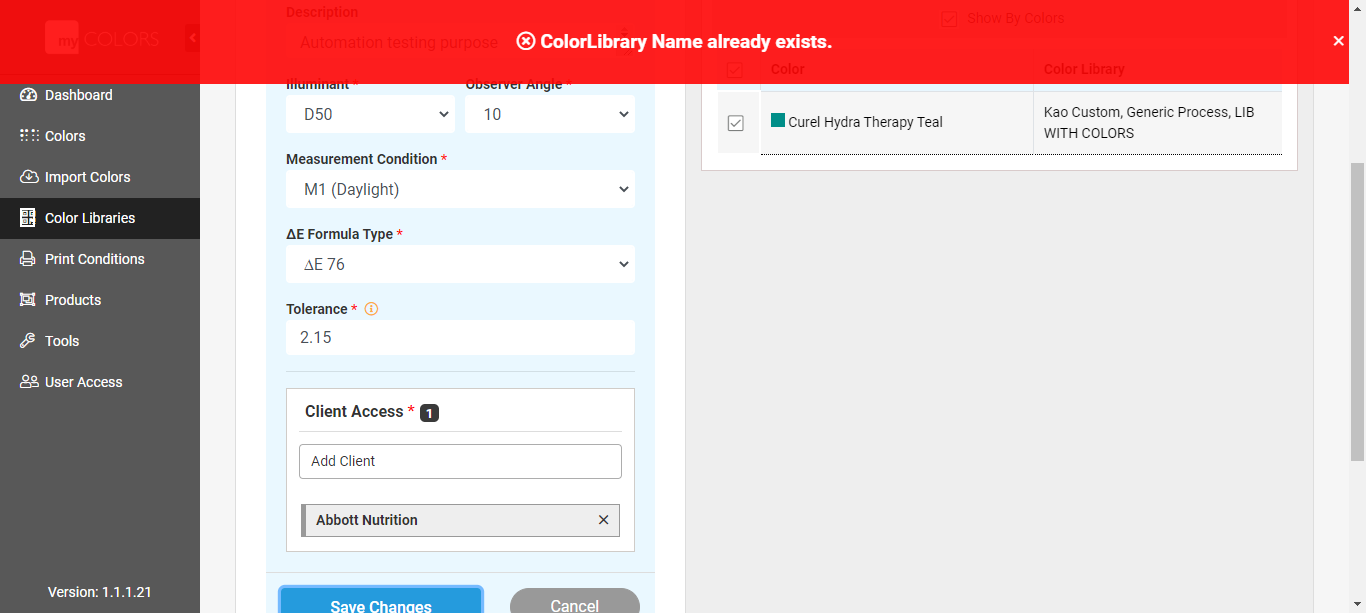 myCOLORS
Dashboard
Colors
Import Colors
Color Libraries
Print Conditions
Products
Tools
User Access
Version: 1.1.1.21
ColorLibrary Name already exists.
Description
Automation testing purpose
Illuminant *
Observer Angle *
D50
10
Measurement Condition *
M1 (Daylight)
ΔE Formula Type *
ΔE 76
Tolerance *
2.15
Client Access * 1
Add Client
Abbott Nutrition
Save Changes
Cancel
Show By Colors
Color
Color Library
Curel Hydra Therapy Teal
Kao Custom, Generic Process, LIB
WITH COLORS